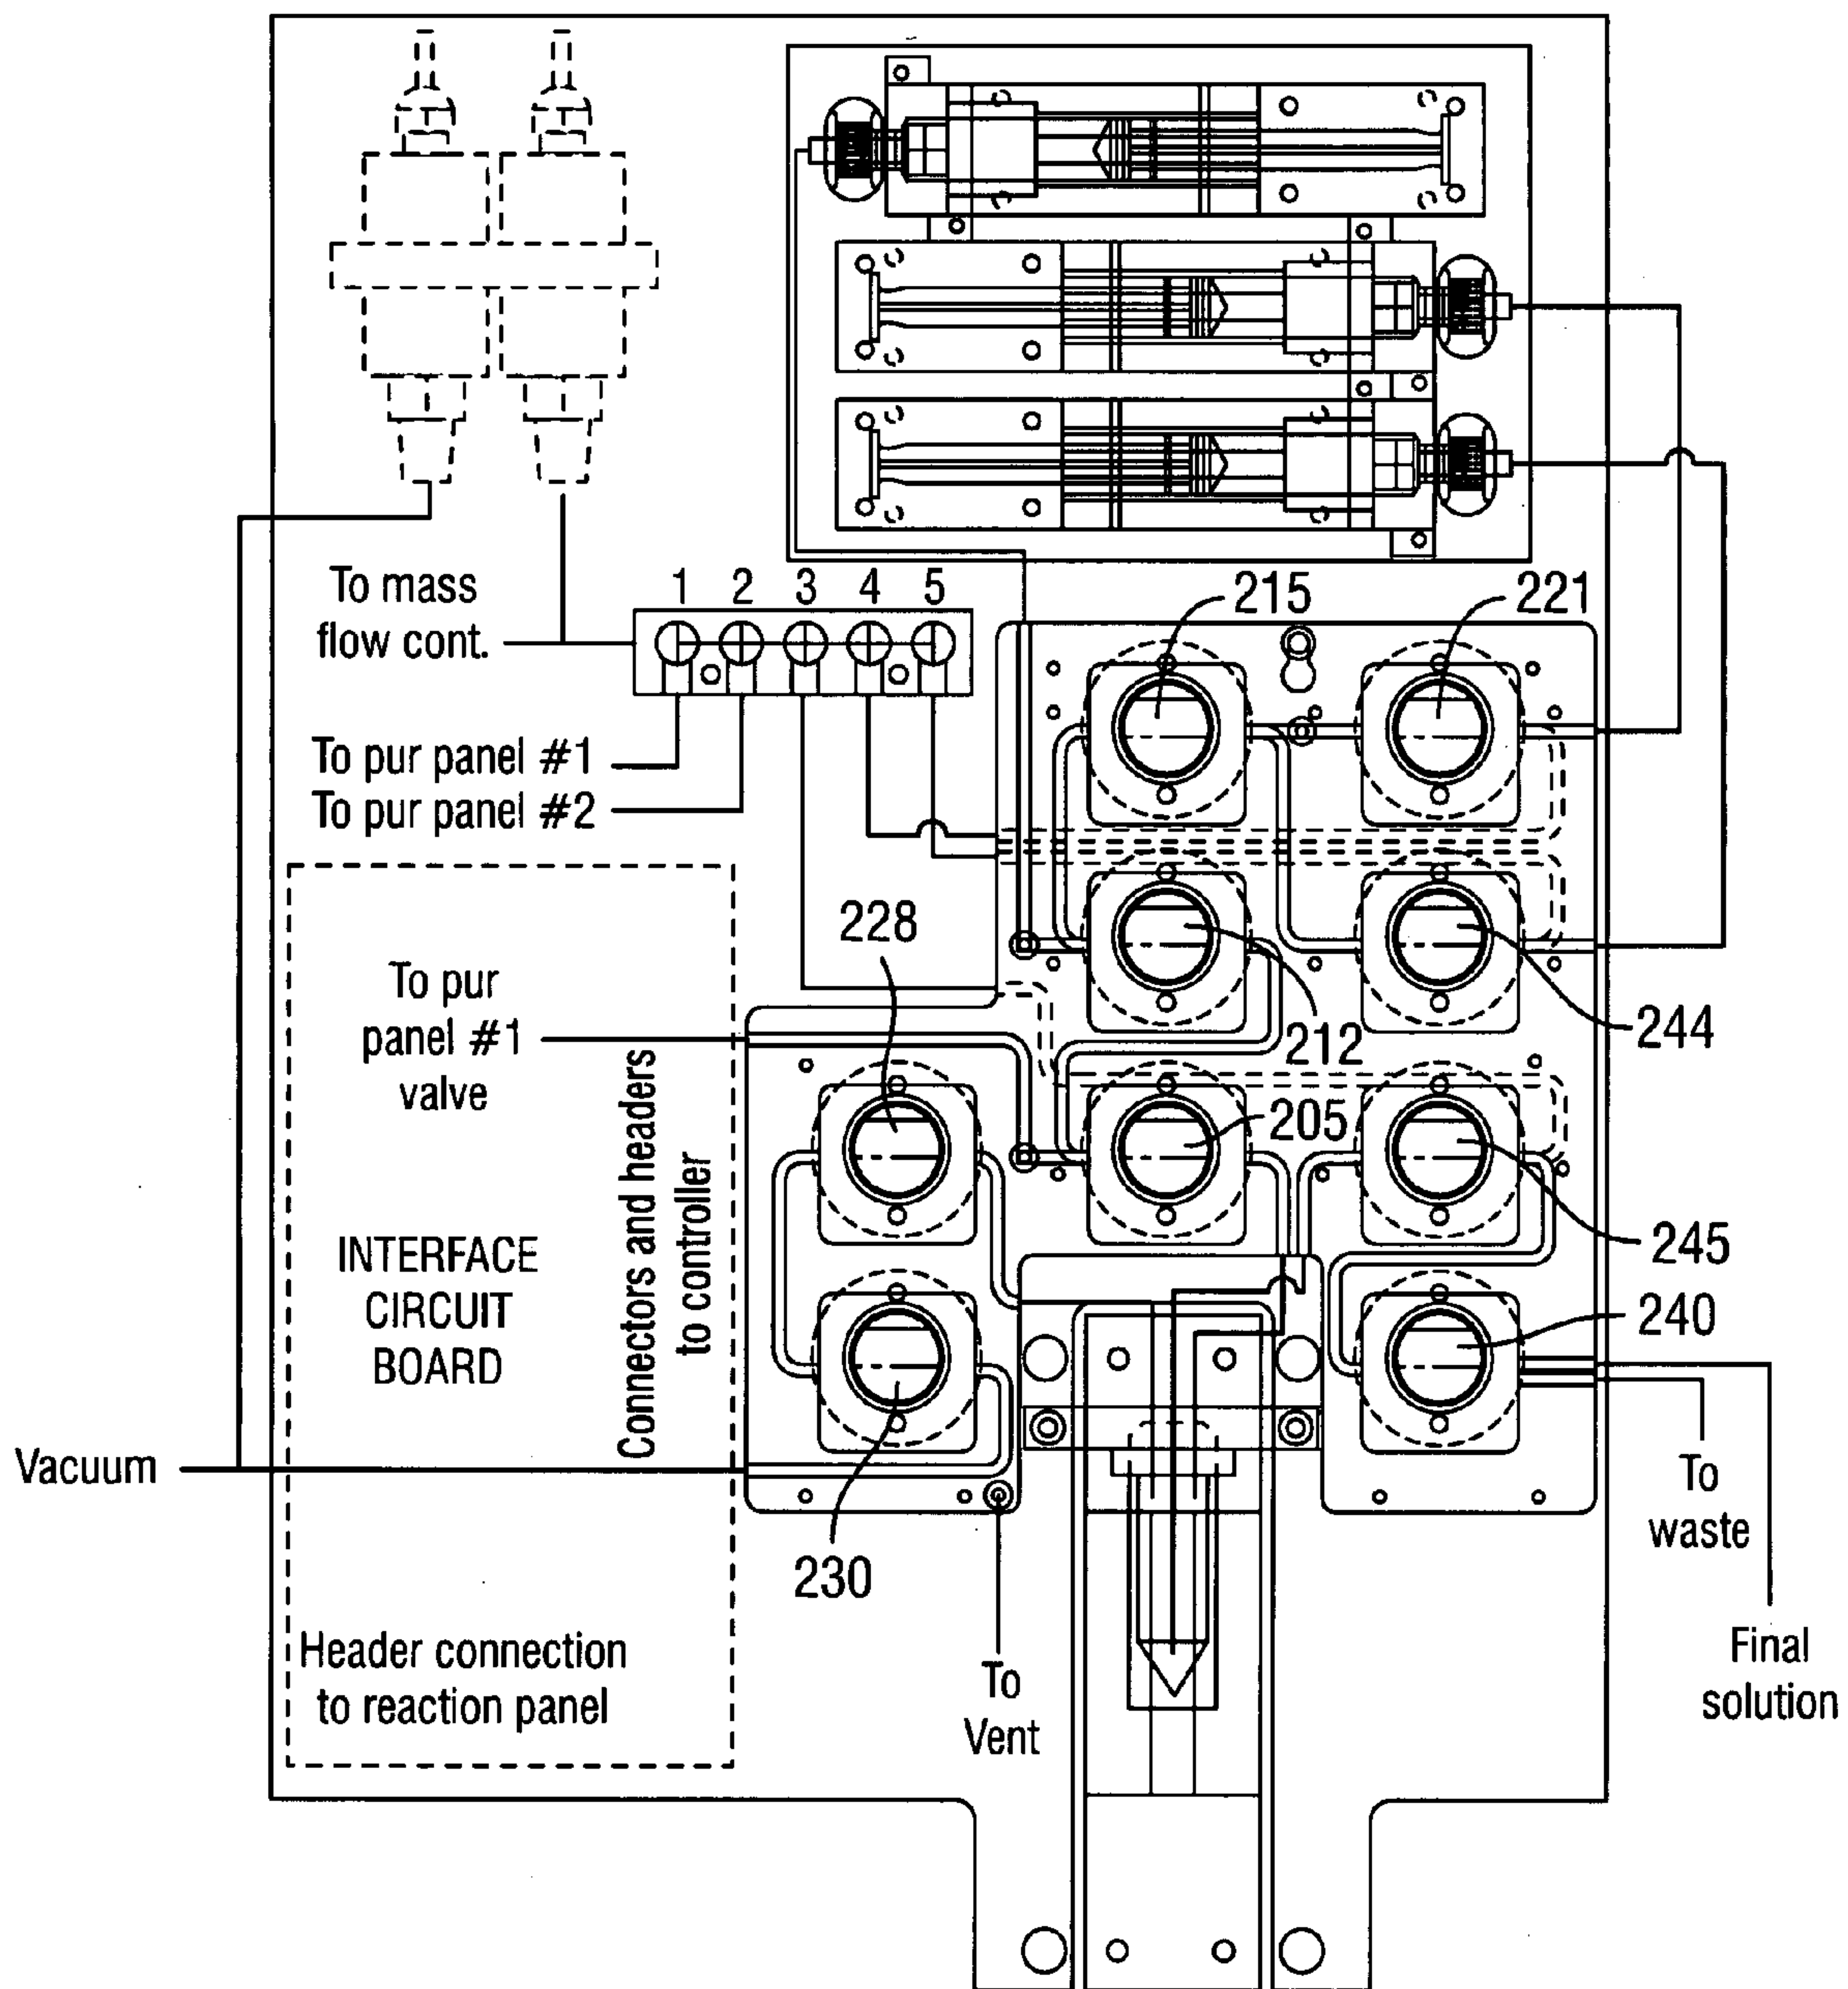 To mass
flow cont.
1 2 3 4 5
215
221
To pur panel #1
To pur panel #2
228
To pur
panel #1
valve
212
244
205
Connectors and headers
to controller
INTERFACE
CIRCUIT
BOARD
245
240
Vacuum
230
To
waste
Header connection
to reaction panel
To
Vent
Final
solution